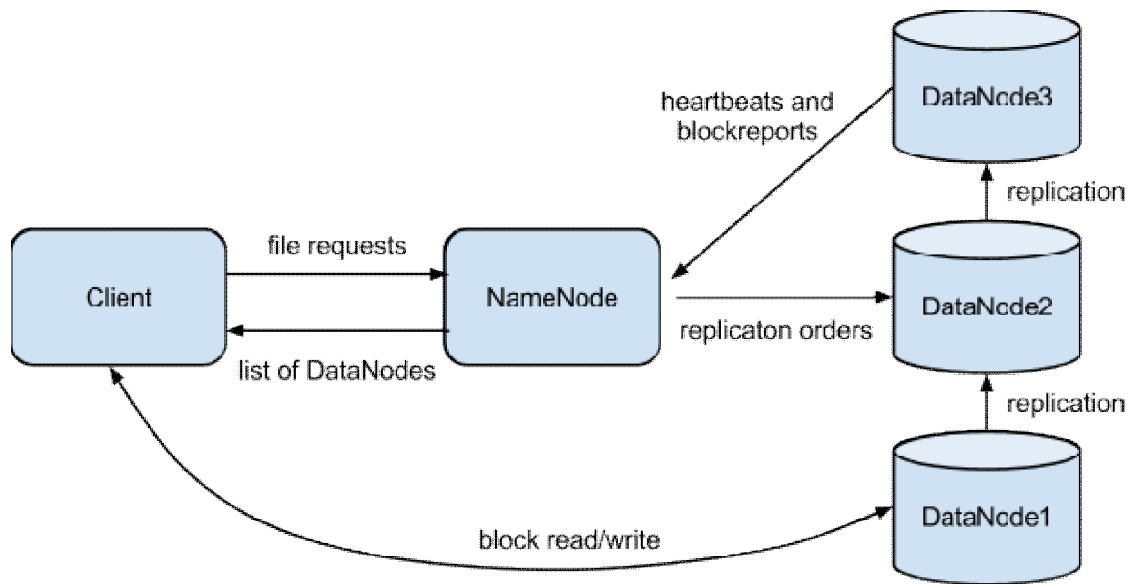 DataNode3
heartbeats and
blockreports
replication
file requests
Client
NameNode
DataNode2
replicaton orders
list of DataNodes
replication
DataNode1
block read/write